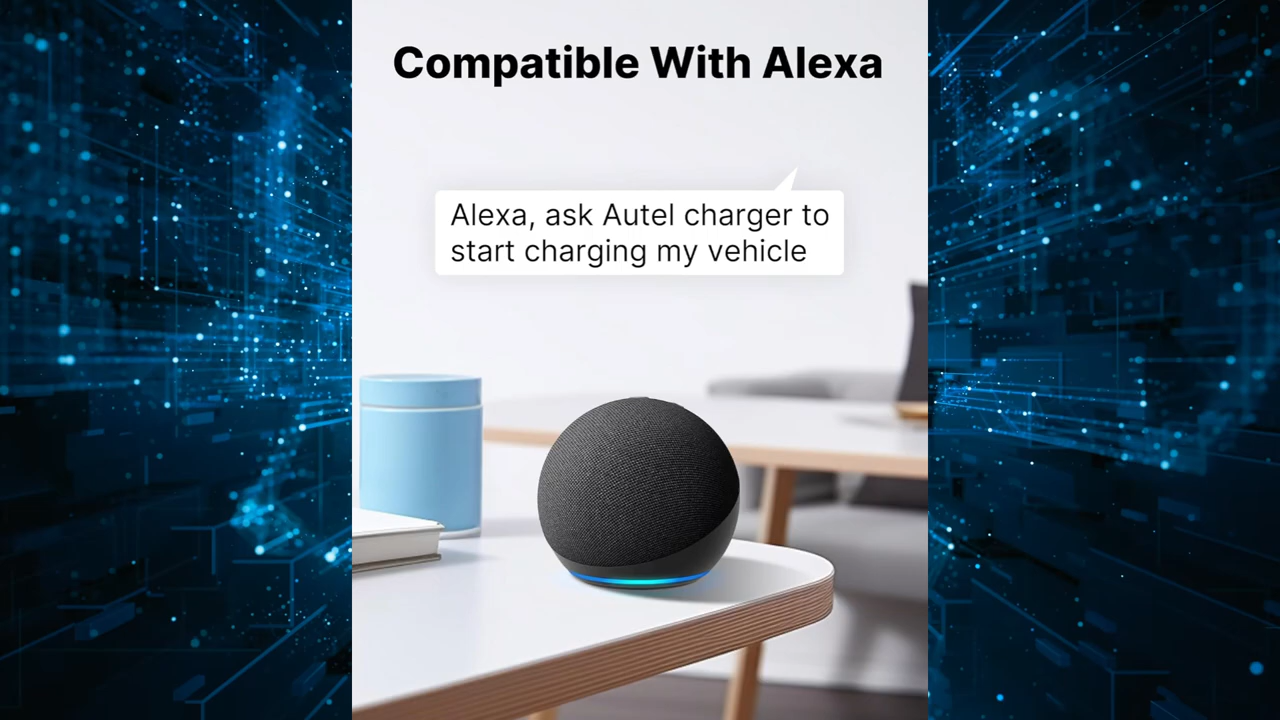 Compatible With Alexa
Alexa, ask Autel charger to
start charging my vehicle